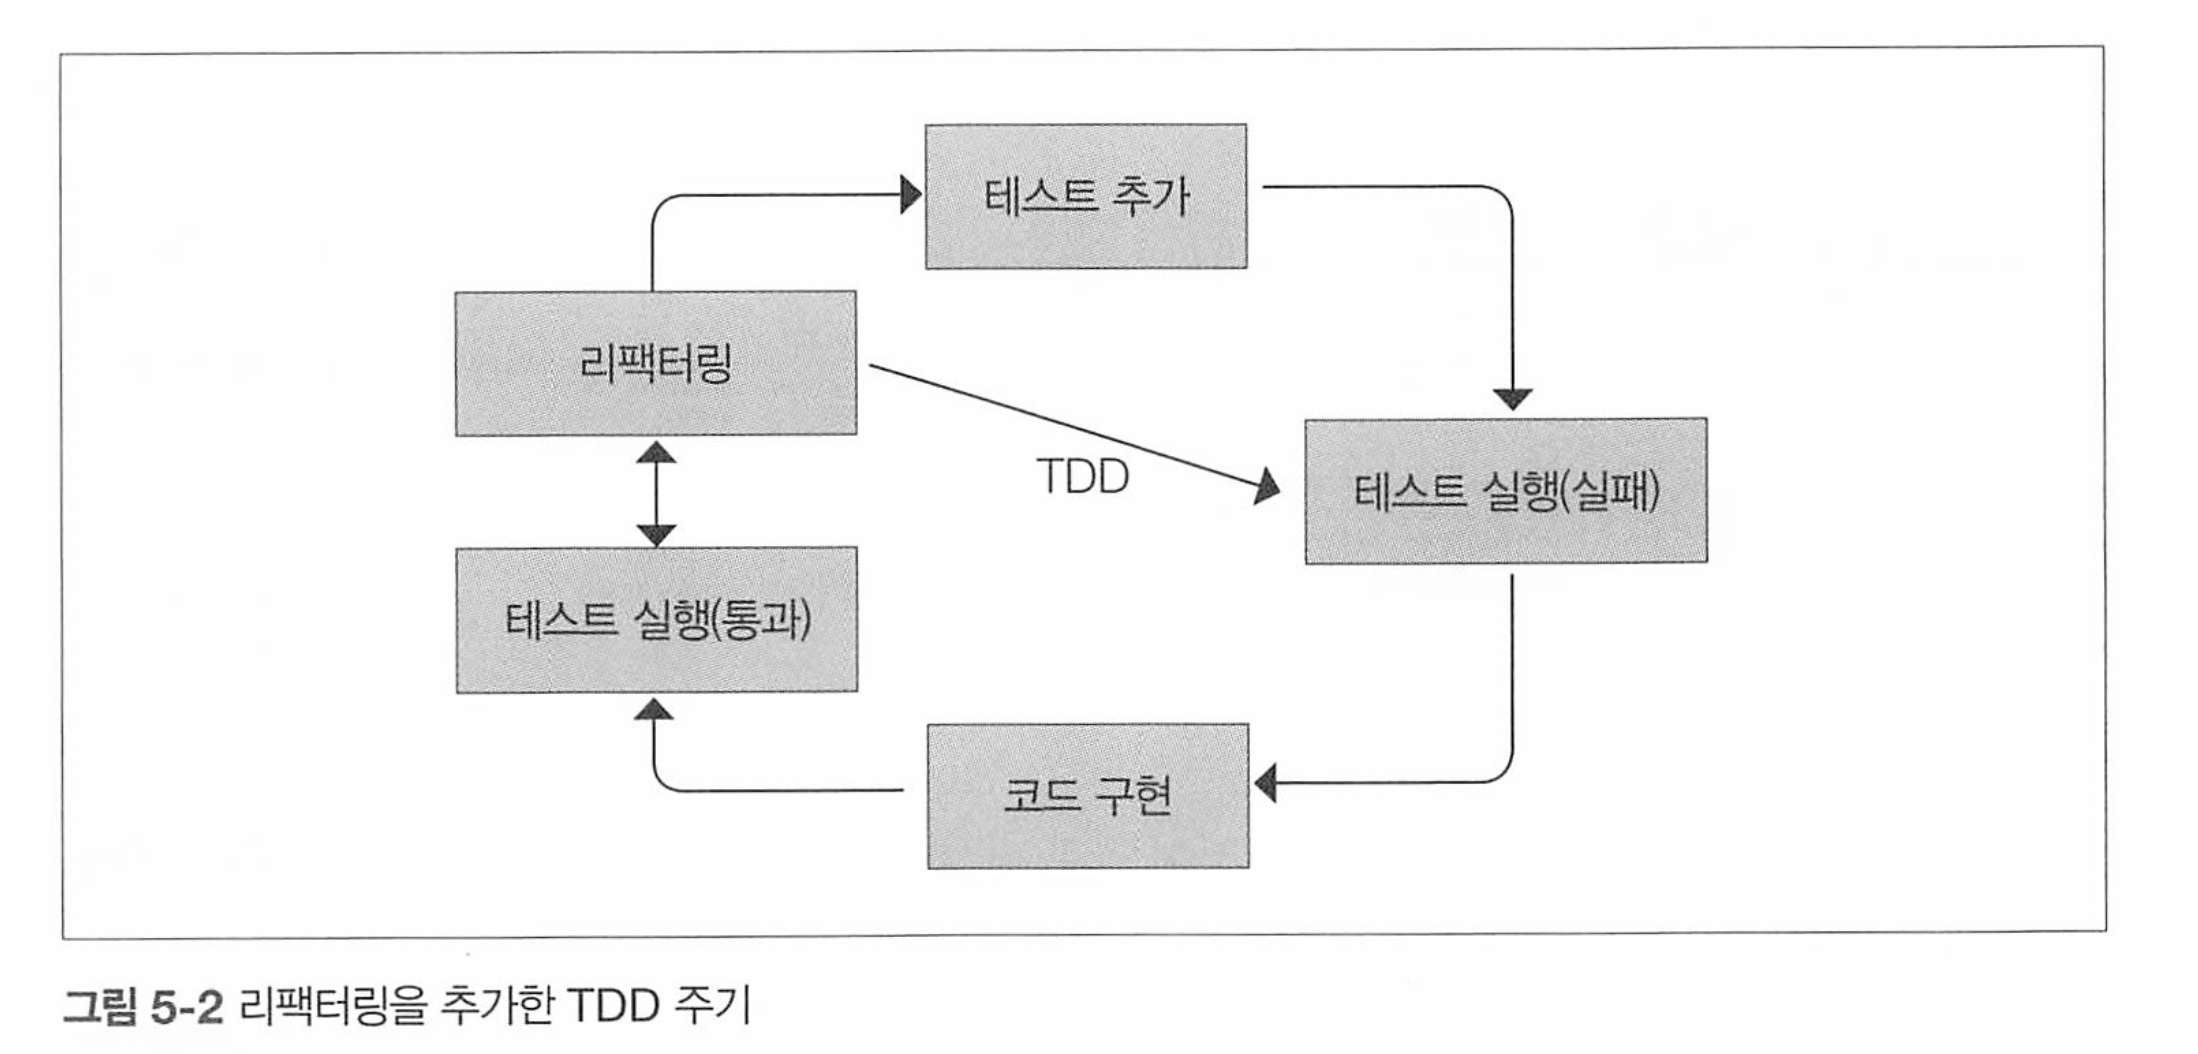 테스트 추가
리팩터링
TDD
테스트 실행(실패)
테스트 실행(통과)
코드 구현
그림 5-2 리팩터링을 추가한 TDD 주기